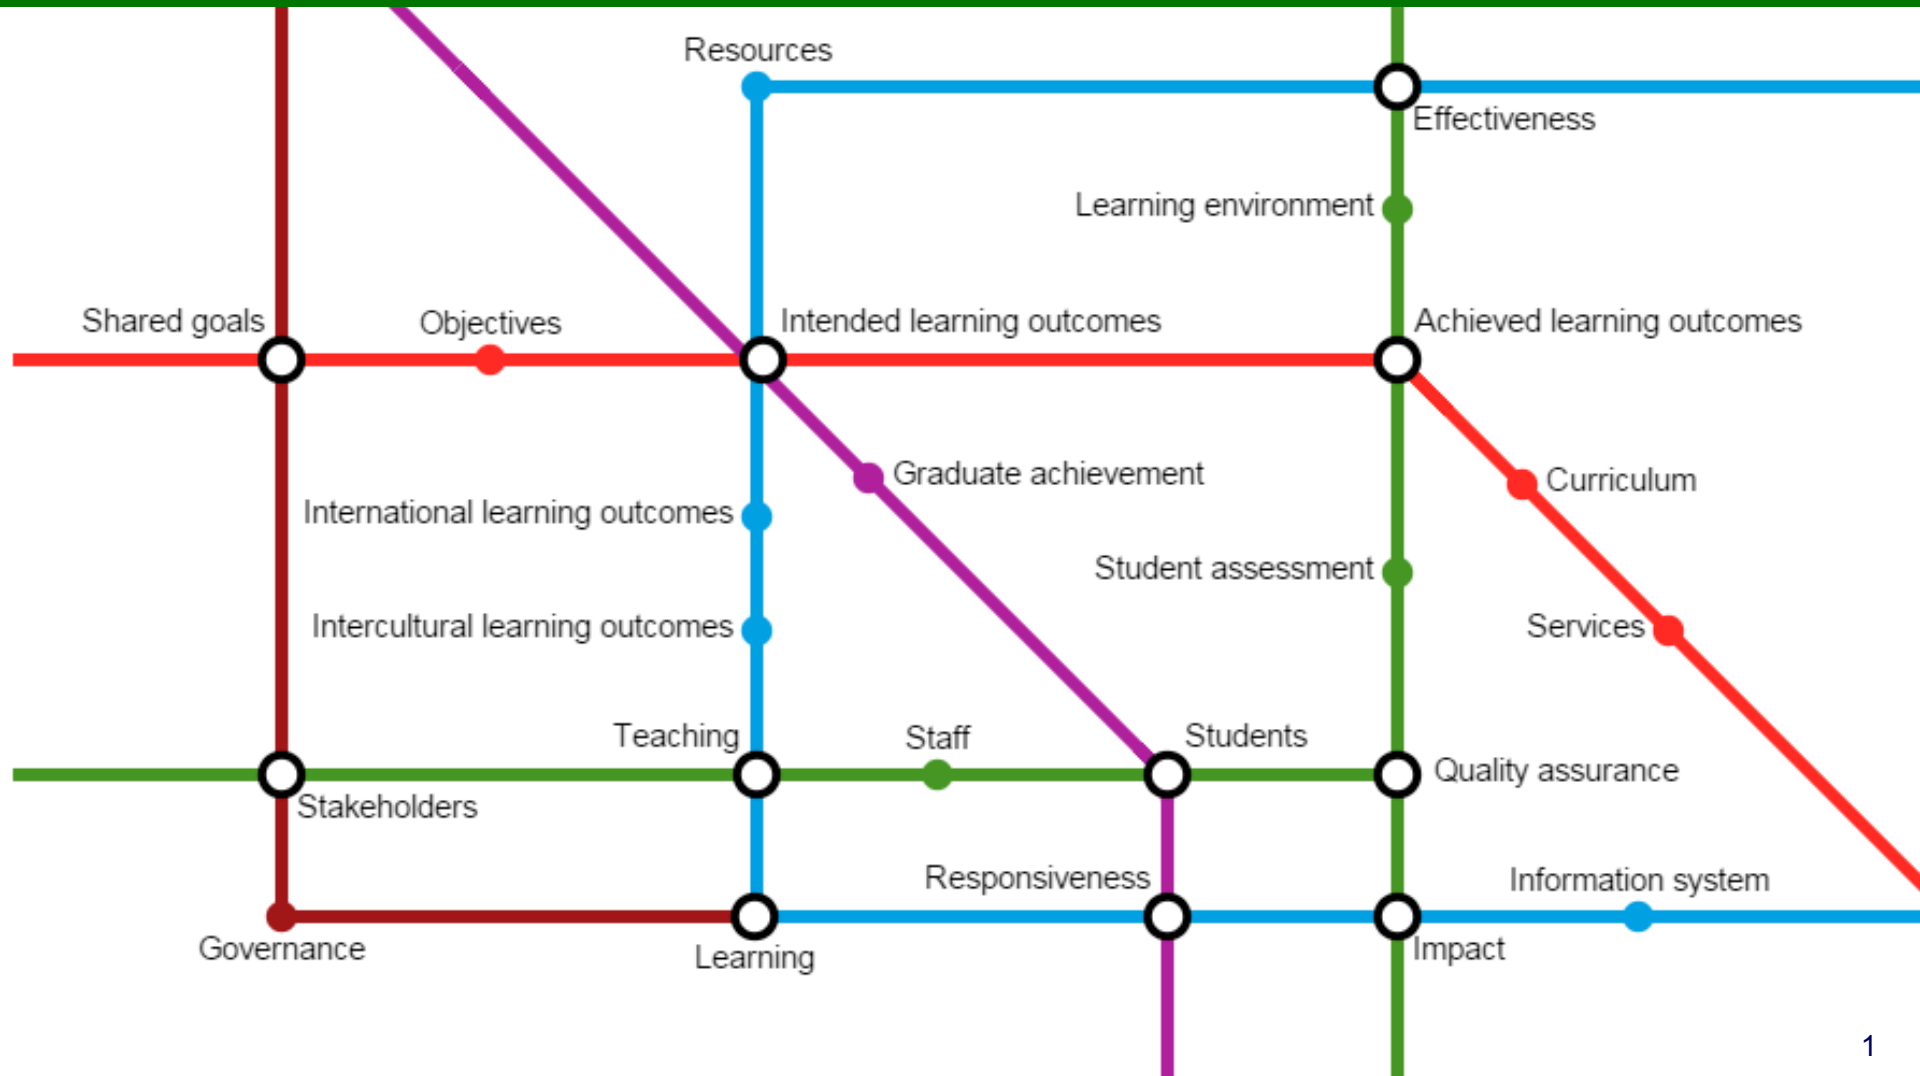 Resources
Effectiveness
Learning environment
Shared goals
Objectives
Intended learning outcomes
Achieved learning outcomes
Graduate achievement
Curriculum
International learning outcomes
Student assessment
Intercultural learning outcomes
Services
Teaching
Staff
Students
Quality assurance
Stakeholders
Responsiveness
Information system
Governance
Learning
Impact
1